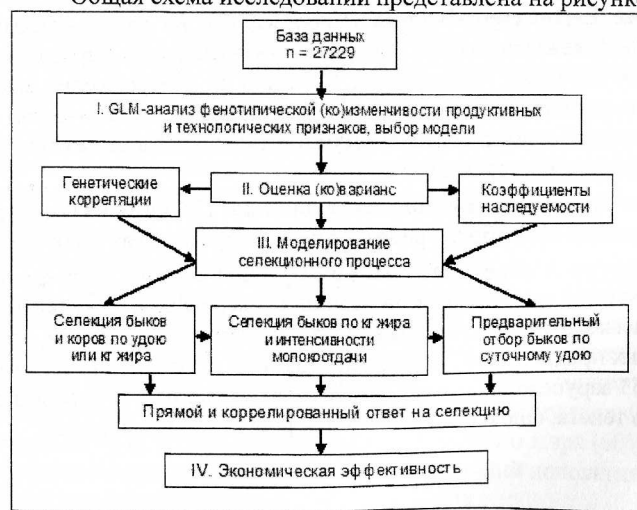 Общая схема исследований представлена на рисунке
База данных
n = 27229
I. GLM-анализ фенотипической (ко)изменчивости продуктивных
и технологических признаков, выбор модели
Генетические
корреляции
II. Оценка (ко)варианс
Коэффициенты
наследуемости
III. Моделирование
селекционного процесса
Селекция быков
и коров по удою
или кг жира
Селекция быков по кг жира
и интенсивности
молокоотдачи
Предварительный
отбор быков по
суточному удою
Прямой и коррелированный ответ на селекцию
IV. Экономическая эффективность